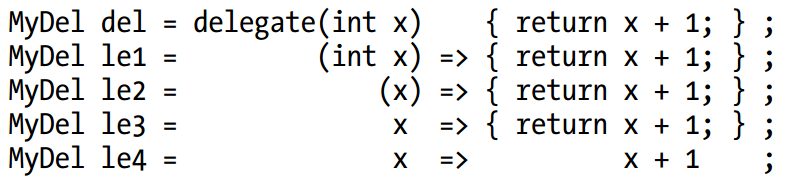 MyDel del = delegate(int x)    { return x + 1; } ;
MyDel le1 =         (int x) => { return x + 1; } ;
MyDel le2 =             (x) => { return x + 1; } ;
MyDel le3 =              x  => { return x + 1; } ;
MyDel le4 =              x  =>          x + 1    ;